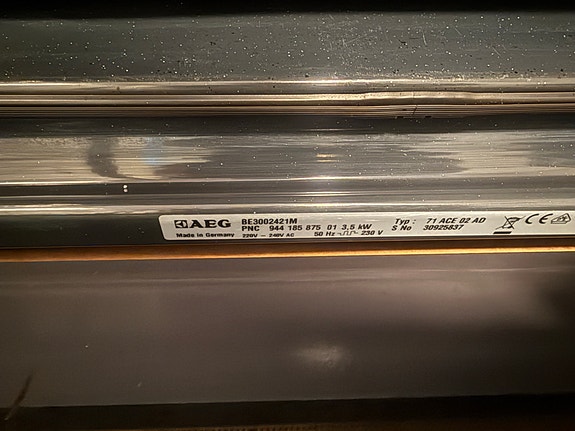 AEG
Made in Germany
BE3002421M
PNC 944 185 875 01 3,5 kW
220V - 240V AC 50 Hz 230 V
Typ : 71 ACE 02 AD
S No 30925837
CE